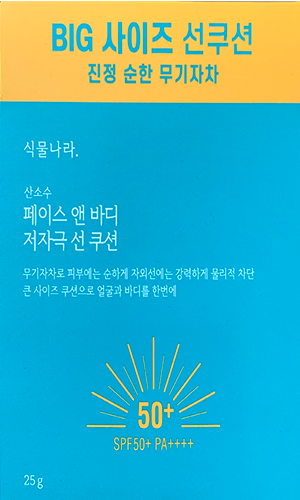 BIG 사이즈 선쿠션
진정 순한 무기자차
식물나라.
산소수
페이스 앤 바디
저자극 선 쿠션
무기자차로 피부에는 순하게 자외선에는 강력하게 물리적 차단
큰 사이즈 쿠션으로 얼굴과 바디를 한번에
50+
SPF50+ PA++++
25g